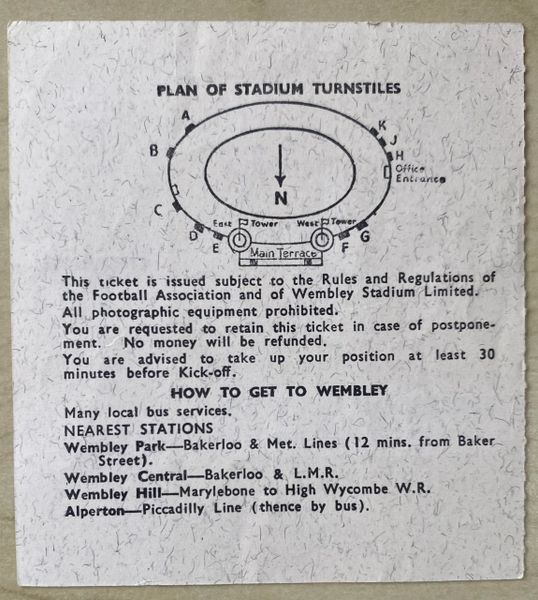 PLAN OF STADIUM TURNSTILES
A
K
J
B
H
Office
Entrance
N
C
East Tower
West Tower
D
G
E
F
Main Terrace
This ticket is issued subject to the Rules and Regulations of
the Football Association and of Wembley Stadium Limited.
All photographic equipment prohibited.
You are requested to retain this ticket in case of postpone-
ment. No money will be refunded.
You are advised to take up your position at least 30
minutes before Kick-off.
HOW TO GET TO WEMBLEY
Many local bus services.
NEAREST STATIONS
Wembley Park—Bakerloo & Met. Lines (12 mins. from Baker
Street).
Wembley Central—Bakerloo & L.M.R.
Wembley Hill—Marylebone to High Wycombe W.R.
Alperton—Piccadilly Line (thence by bus).